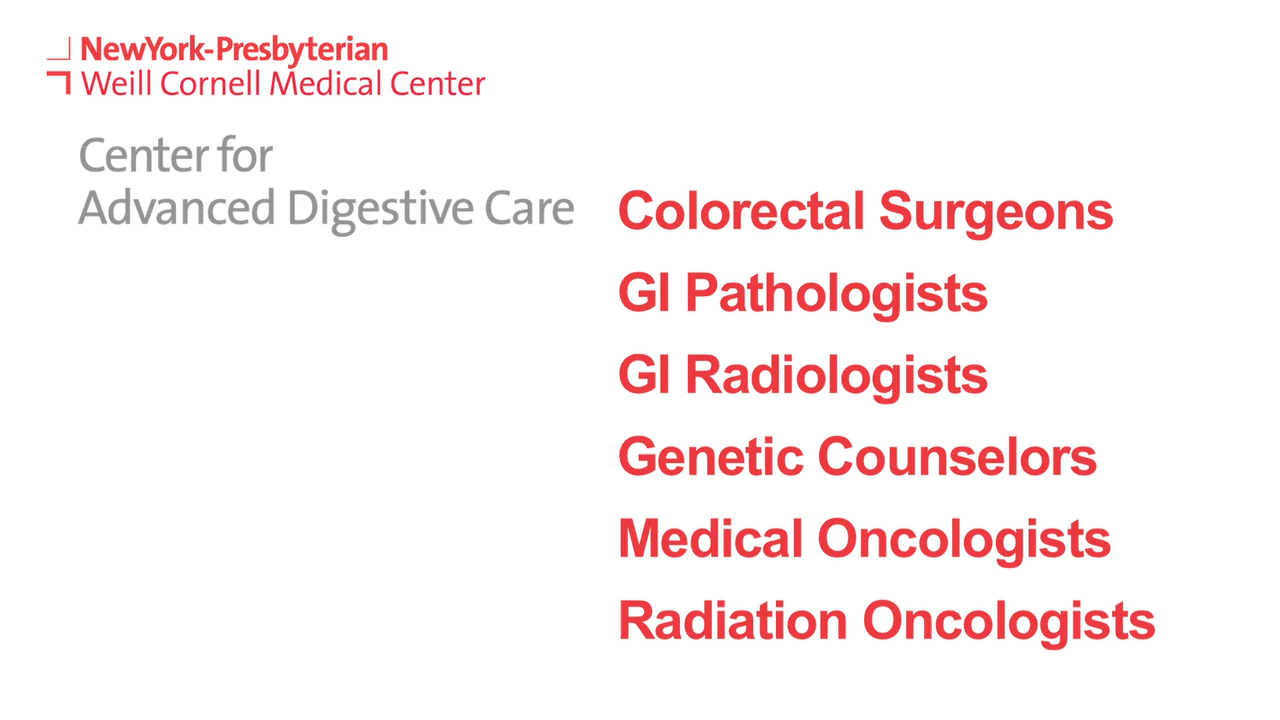 NewYork-Presbyterian
Weill Cornell Medical Center
Center for
Advanced Digestive Care
Colorectal Surgeons
GI Pathologists
GI Radiologists
Genetic Counselors
Medical Oncologists
Radiation Oncologists